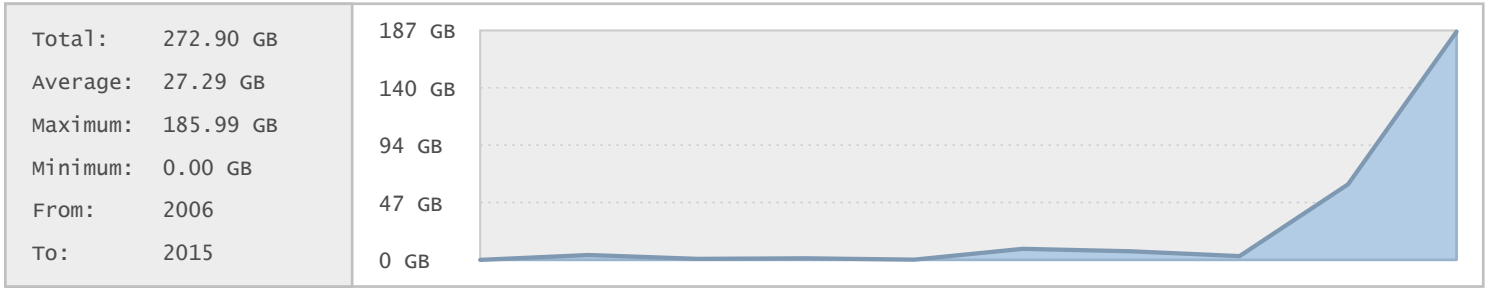 Total: 272.90 GB
Average: 27.29 GB
Maximum: 185.99 GB
Minimum: 0.00 GB
From: 2006
To: 2015
187 GB
140 GB
94 GB
47 GB
0 GB